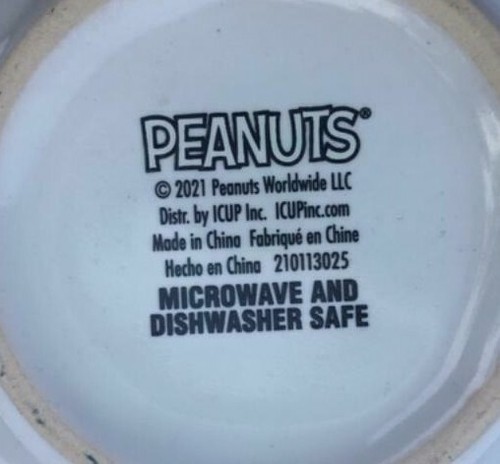 PEANUTS®
© 2021 Peanuts Worldwide LLC
Distr. by ICUP Inc. ICUPinc.com
Made in China Fabriqué en Chine
Hecho en China 210113025
MICROWAVE AND
DISHWASHER SAFE